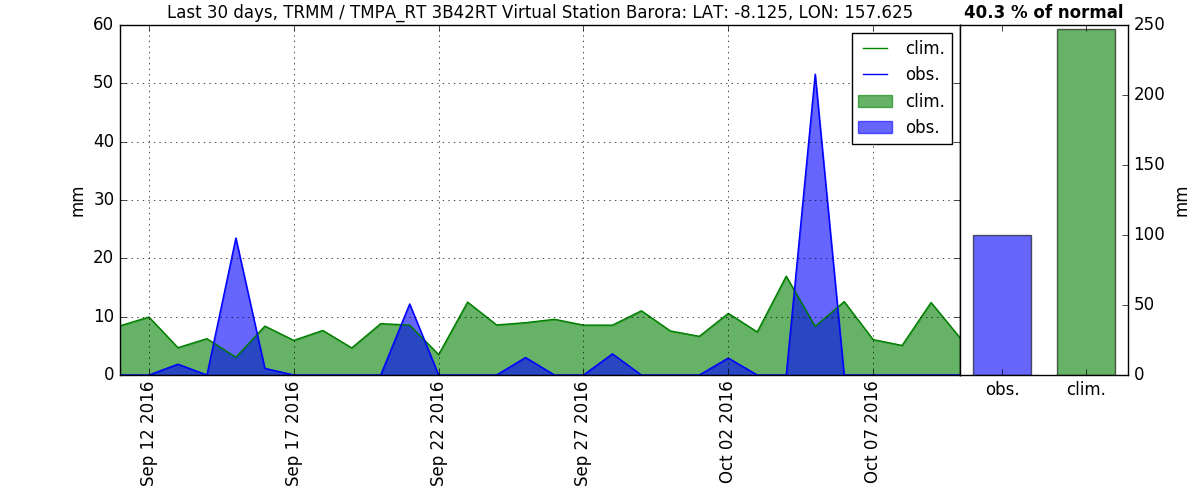 Last 30 days, TRMM / TMPA_RT 3B42RT Virtual Station Barora: LAT: -8.125, LON: 157.625
40.3 % of normal
60
50
40
30
20
10
0
mm
clim.
obs.
clim.
obs.
Sep 12 2016
Sep 17 2016
Sep 22 2016
Sep 27 2016
Oct 02 2016
Oct 07 2016
250
200
150
100
50
0
mm
obs.
clim.